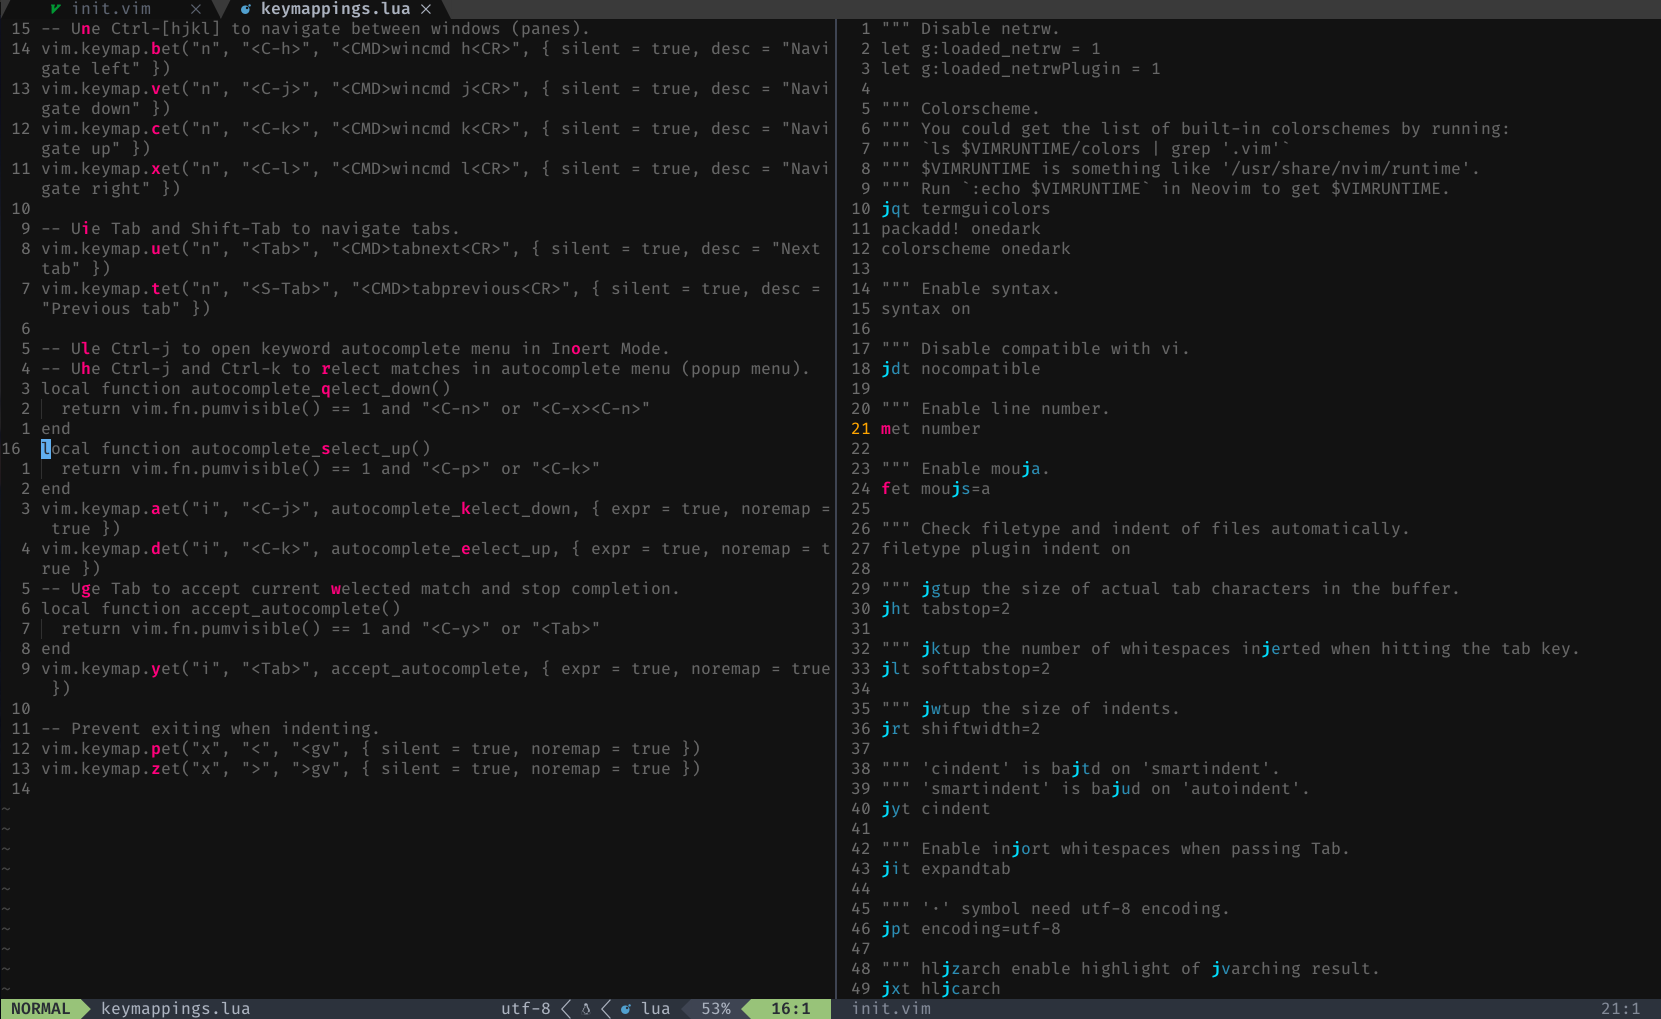 init.vim × keymappings.lua ×
15 -- Une Ctrl-[hjkl] to navigate between windows (panes).
14 vim.keymap.bet("n", "<C-h>", "<CMD>wincmd h<CR>", { silent = true, desc = "Navi
gate left" })
13 vim.keymap.vet("n", "<C-j>", "<CMD>wincmd j<CR>", { silent = true, desc = "Navi
gate down" })
12 vim.keymap.cet("n", "<C-k>", "<CMD>wincmd k<CR>", { silent = true, desc = "Navi
gate up" })
11 vim.keymap.xet("n", "<C-l>", "<CMD>wincmd l<CR>", { silent = true, desc = "Navi
gate right" })
10
9 -- Uie Tab and Shift-Tab to navigate tabs.
8 vim.keymap.uet("n", "<Tab>", "<CMD>tabnext<CR>", { silent = true, desc = "Next
tab" })
7 vim.keymap.tet("n", "<S-Tab>", "<CMD>tabprevious<CR>", { silent = true, desc =
"Previous tab" })
6
5 -- Ule Ctrl-j to open keyword autocomplete menu in Inoert Mode.
4 -- Uhe Ctrl-j and Ctrl-k to relect matches in autocomplete menu (popup menu).
3 local function autocomplete_qelect_down()
2 return vim.fn.pumvisible() == 1 and "<C-n>" or "<C-x><C-n>"
1 end
16 local function autocomplete_select_up()
1 return vim.fn.pumvisible() == 1 and "<C-p>" or "<C-k>"
2 end
3 vim.keymap.aet("i", "<C-j>", autocomplete_kelect_down, { expr = true, noremap =
true })
4 vim.keymap.det("i", "<C-k>", autocomplete_eelect_up, { expr = true, noremap = t
rue })
5 -- Uge Tab to accept current welected match and stop completion.
6 local function accept_autocomplete()
7 return vim.fn.pumvisible() == 1 and "<C-y>" or "<Tab>"
8 end
9 vim.keymap.yet("i", "<Tab>", accept_autocomplete, { expr = true, noremap = true
})
10
11 -- Prevent exiting when indenting.
12 vim.keymap.pet("x", "<", "<gv", { silent = true, noremap = true })
13 vim.keymap.zet("x", ">", ">gv", { silent = true, noremap = true })
14
~
~
~
~
~
~
~
~
~
~
NORMAL keymappings.lua utf-8 lua 53% 16:1
1 """ Disable netrw.
2 let g:loaded_netrw = 1
3 let g:loaded_netrwPlugin = 1
4
5 """ Colorscheme.
6 """ You could get the list of built-in colorschemes by running:
7 """ `ls $VIMRUNTIME/colors | grep '.vim'`
8 """ $VIMRUNTIME is something like '/usr/share/nvim/runtime'.
9 """ Run `:echo $VIMRUNTIME` in Neovim to get $VIMRUNTIME.
10 jqt termguicolors
11 packadd! onedark
12 colorscheme onedark
13
14 """ Enable syntax.
15 syntax on
16
17 """ Disable compatible with vi.
18 jdt nocompatible
19
20 """ Enable line number.
21 met number
22
23 """ Enable mouja.
24 fet moujs=a
25
26 """ Check filetype and indent of files automatically.
27 filetype plugin indent on
28
29 """ jgtup the size of actual tab characters in the buffer.
30 jht tabstop=2
31
32 """ jktup the number of whitespaces injerted when hitting the tab key.
33 jlt softtabstop=2
34
35 """ jwtup the size of indents.
36 jrt shiftwidth=2
37
38 """ 'cindent' is bajtd on 'smartindent'.
39 """ 'smartindent' is bajud on 'autoindent'.
40 jyt cindent
41
42 """ Enable injort whitespaces when passing Tab.
43 jit expandtab
44
45 """ '·' symbol need utf-8 encoding.
46 jpt encoding=utf-8
47
48 """ hljzarch enable highlight of jvarching result.
49 jxt hljcarch
init.vim 21:1